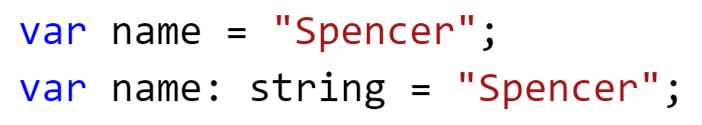 var name = "Spencer";
var name: string = "Spencer";